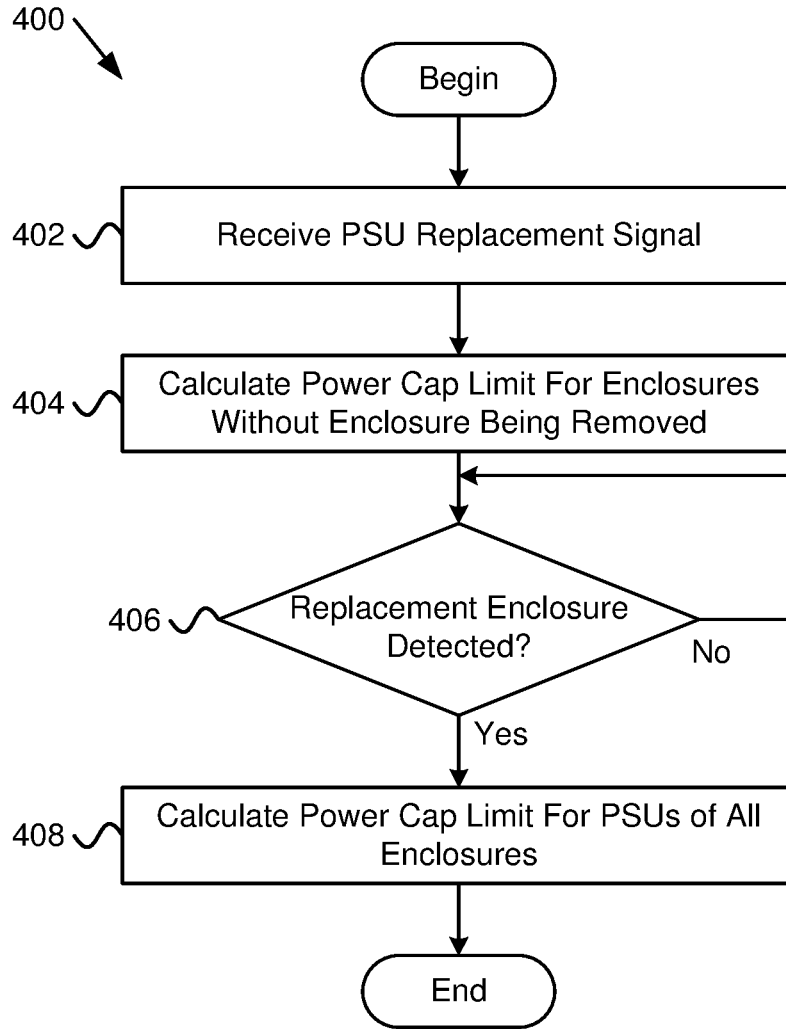 400
Begin
402
Receive PSU Replacement Signal
404
Calculate Power Cap Limit For Enclosures
Without Enclosure Being Removed
406
Replacement Enclosure
Detected?
No
Yes
408
Calculate Power Cap Limit For PSUs of All
Enclosures
End